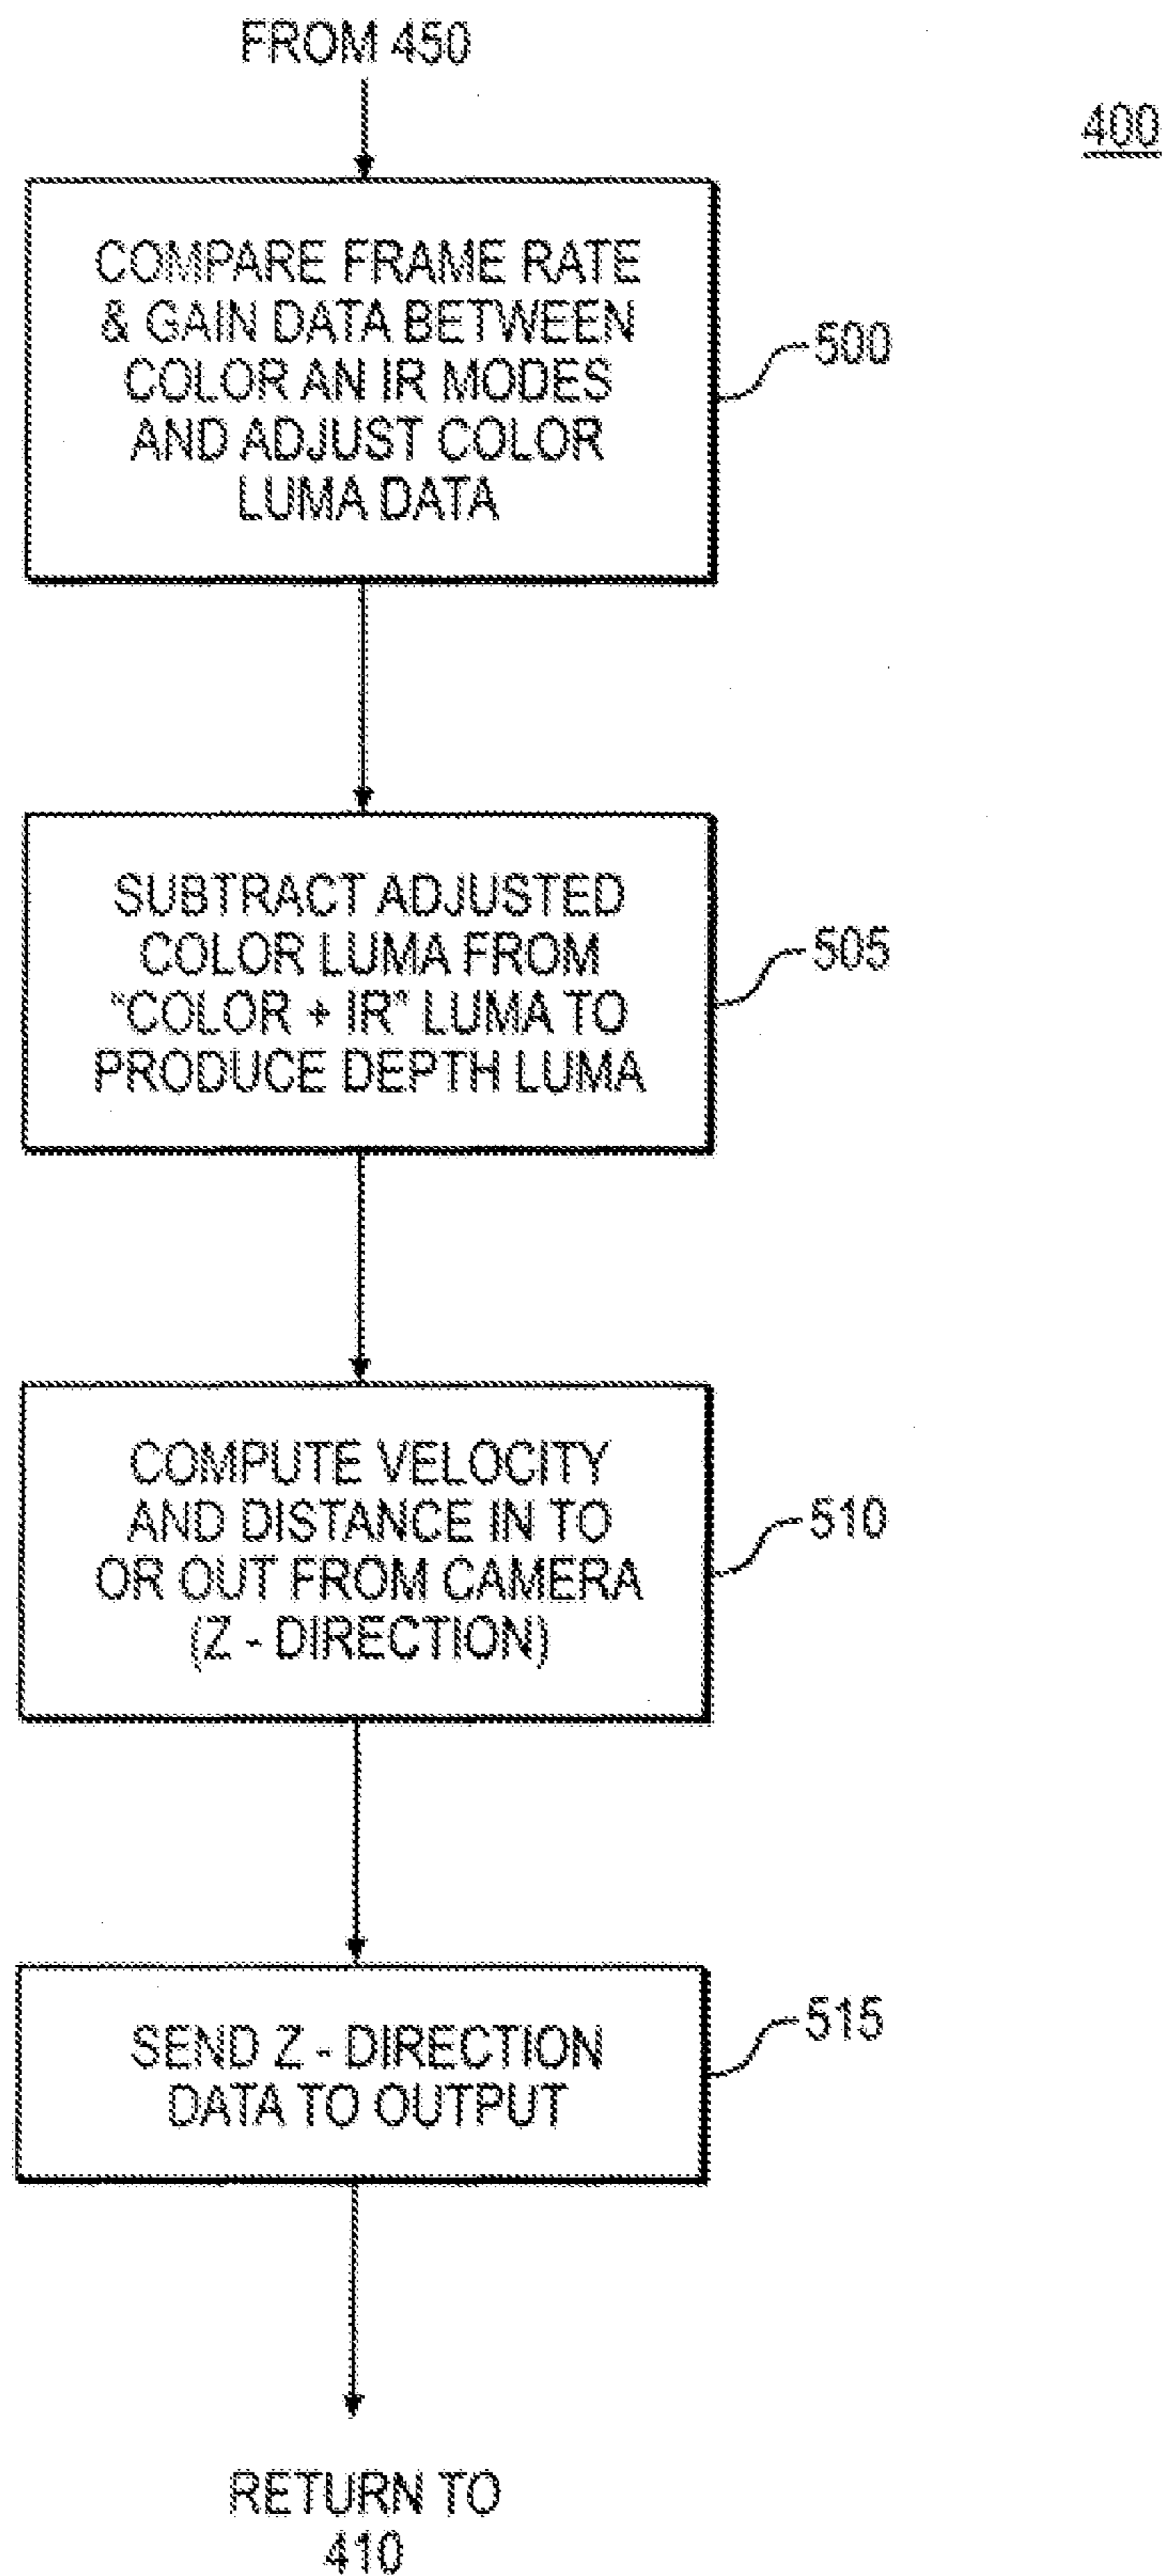 FROM 450
400
COMPARE FRAME RATE
& GAIN DATA BETWEEN
COLOR AN IR MODES
AND ADJUST COLOR
LUMA DATA
500
SUBTRACT ADJUSTED
COLOR LUMA FROM
"COLOR + IR" LUMA TO
PRODUCE DEPTH LUMA
505
COMPUTE VELOCITY
AND DISTANCE IN TO
OR OUT FROM CAMERA
(Z - DIRECTION)
510
SEND Z - DIRECTION
DATA TO OUTPUT
515
RETURN TO
410